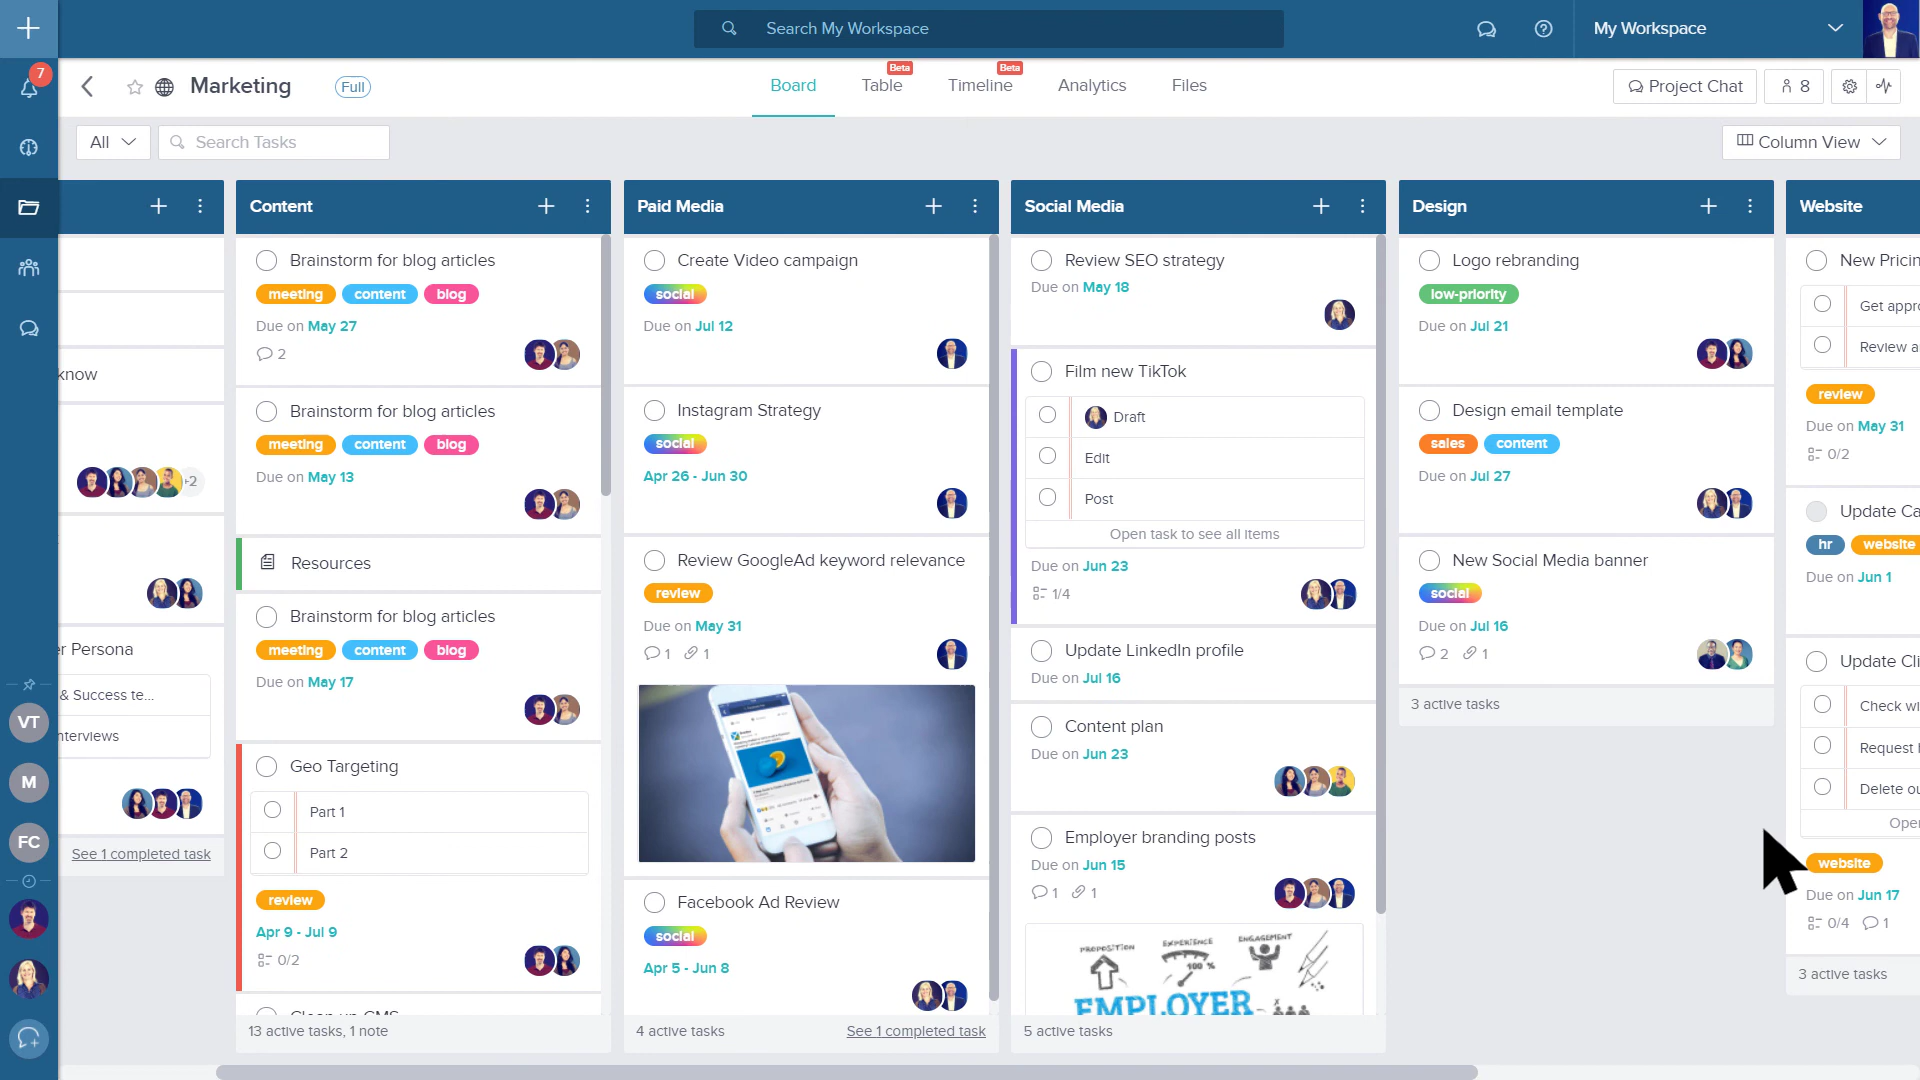 Search My Workspace
My Workspace
7
Marketing
Full
Board
Table
Beta
Timeline
Beta
Analytics
Files
Project Chat
8
All
Search Tasks
Column View
know
+2
er Persona
& Success te...
nterviews
See 1 completed task
VT
M
FC
Content
Brainstorm for blog articles
meeting content blog
Due on May 27
2
Brainstorm for blog articles
meeting content blog
Due on May 13
Resources
Brainstorm for blog articles
meeting content blog
Due on May 17
Geo Targeting
Part 1
Part 2
review
Apr 9 - Jul 9
0/2
Clean up CMS
13 active tasks, 1 note
Paid Media
Create Video campaign
social
Due on Jul 12
Instagram Strategy
social
Apr 26 - Jun 30
Review GoogleAd keyword relevance
review
Due on May 31
1 1
Facebook Ad Review
social
Apr 5 - Jun 8
4 active tasks
See 1 completed task
Social Media
Review SEO strategy
Due on May 18
Film new TikTok
Draft
Edit
Post
Open task to see all items
Due on Jun 23
1/4
Update LinkedIn profile
Due on Jul 16
Content plan
Due on Jun 23
Employer branding posts
Due on Jun 15
1 1
PROPOSITION
EXPERIENCE
100 %
ENGAGEMENT
EMPLOYER
5 active tasks
Design
Logo rebranding
low-priority
Due on Jul 21
Design email template
sales content
Due on Jul 27
New Social Media banner
social
Due on Jul 16
2 1
3 active tasks
Website
New Pricin
Get appro
Review a
review
Due on May 31
0/2
Update Ca
hr website
Due on Jun 1
Update Cli
Check wi
Request
Delete ou
Open
website
Due on Jun 17
0/4 1
3 active tasks